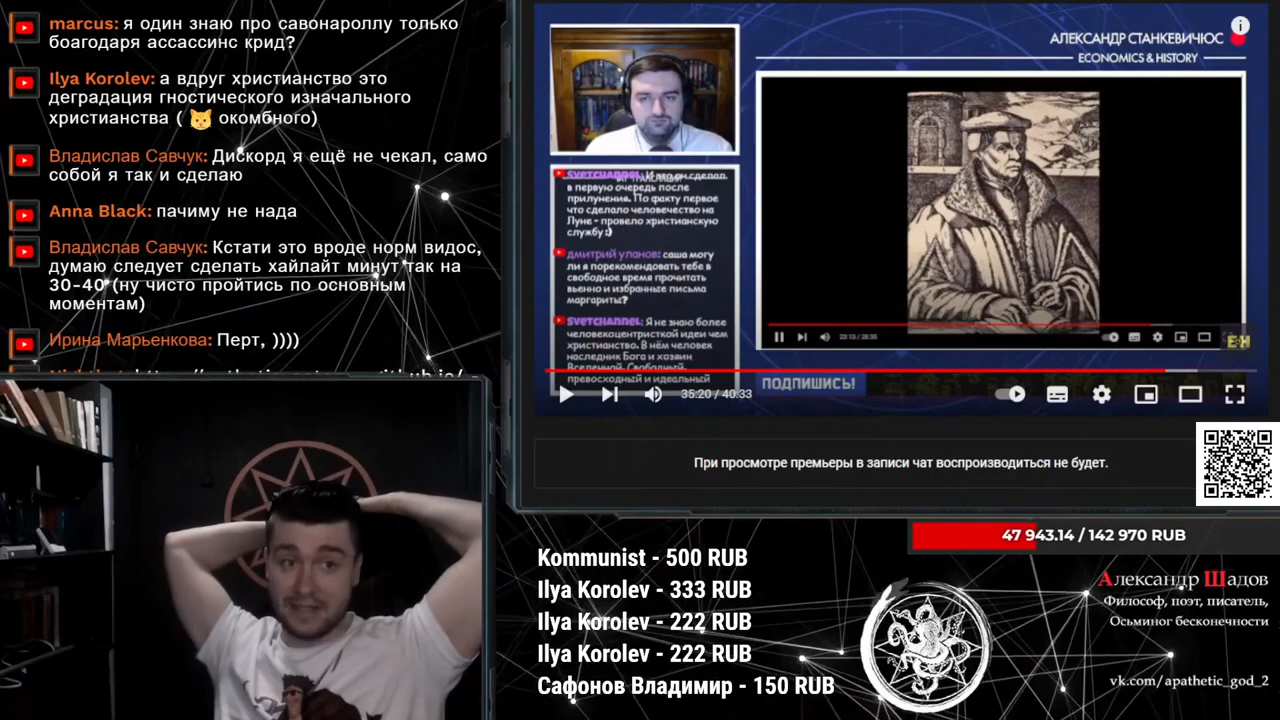 marcus: я один знаю про савонароллу только
боагодаря ассассинс крид?
Ilya Korolev: а вдруг христианство это
деградация гностического изначального
христианства ( окомбного)
Владислав Савчук: Дискорд я ещё не чекал, само
собой я так и сделаю
Anna Black: пачиму не нада
Владислав Савчук: Кстати это вроде норм видос,
думаю следует сделать хайлайт минут так на
30-40 (ну чисто пройтись по основным
моментам)
Ирина Марьенкова: Перт, ))))
АЛЕКСАНДР СТАНКЕВИЧЮС
ECONOMICS & HISTORY
SVETCHANNEL:
в первую очередь после
прилунения. По факту первое
что сделало человечество на
Луне - провело христианскую
службу:)
дмитрий уланов: саша могу
ли я порекомендовать тебе в
свободное время прочитать
вьенно и избранные письма
маргариты?
SVETCHANNEL: Я не знаю более
человекоцентристкой идеи чем
христианство. В нём человек
наследник Бога и хозяин
Вселенной. Свободный,
превосходный и идеальный
ПОДПИШИСЬ!
35:20 / 40:33
При просмотре премьеры в записи чат воспроизводиться не будет.
47 943.14 / 142 970 RUB
Kommunist - 500 RUB
Ilya Korolev - 333 RUB
Ilya Korolev - 222 RUB
Ilya Korolev - 222 RUB
Сафонов Владимир - 150 RUB
Александр Шадов
Философ, поэт, писатель,
Осьминог бесконечности
vk.com/apathetic_god_2